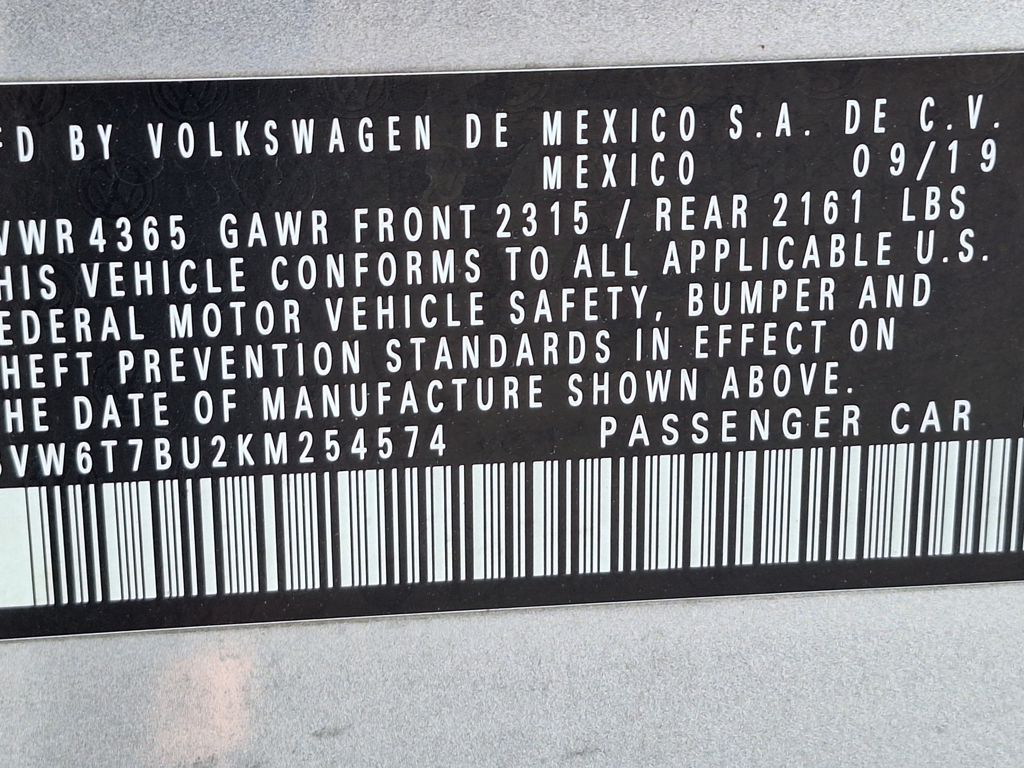 FD BY VOLKSWAGEN DE MEXICO S.A. DE C.V.
MEXICO 09/19
VWR 4365 GAWR FRONT 2315 / REAR 2161 LBS
HIS VEHICLE CONFORMS TO ALL APPLICABLE U.S.
EDERAL MOTOR VEHICLE SAFETY, BUMPER AND
HEFT PREVENTION STANDARDS IN EFFECT ON
HE DATE OF MANUFACTURE SHOWN ABOVE.
VW6T7BU2KM254574 PASSENGER CAR